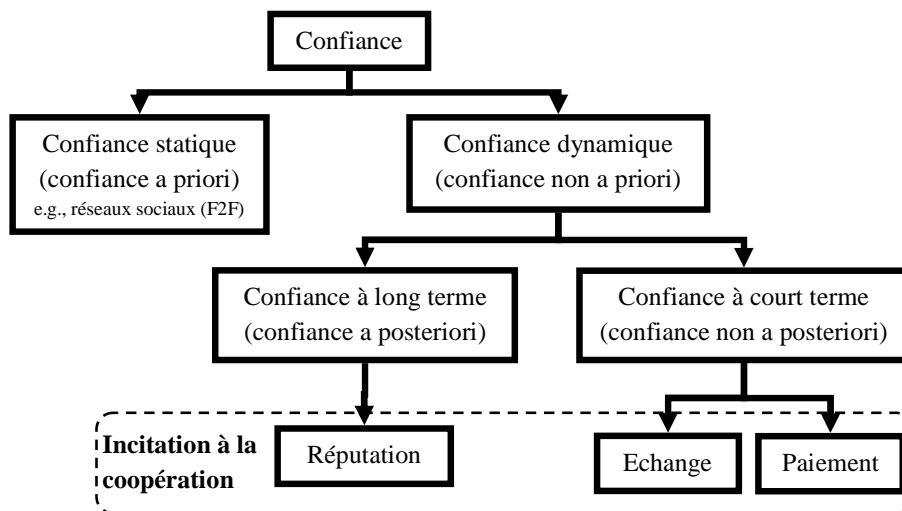 Confiance
Confiance statique
(confiance a priori)
e.g., réseaux sociaux (F2F)
Confiance dynamique
(confiance non a priori)
Confiance à long terme
(confiance a posteriori)
Confiance à court terme
(confiance non a posteriori)
Incitation à la
coopération
Réputation
Echange
Paiement